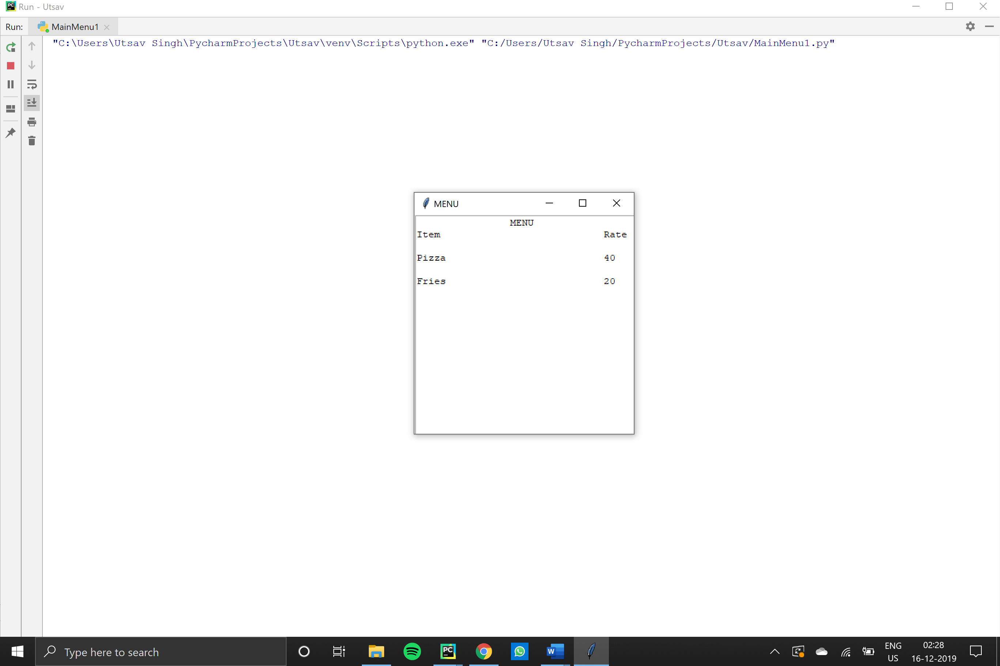 PC Run - Utsav
Run: MainMenu1
"C:\Users\Utsav Singh\PycharmProjects\Utsav\venv\Scripts\python.exe" "C:/Users/Utsav Singh/PycharmProjects/Utsav/MainMenu1.py"
MENU
MENU
Item Rate
Pizza 40
Fries 20
Type here to search
PC
W
ENG
US
02:28
16-12-2019